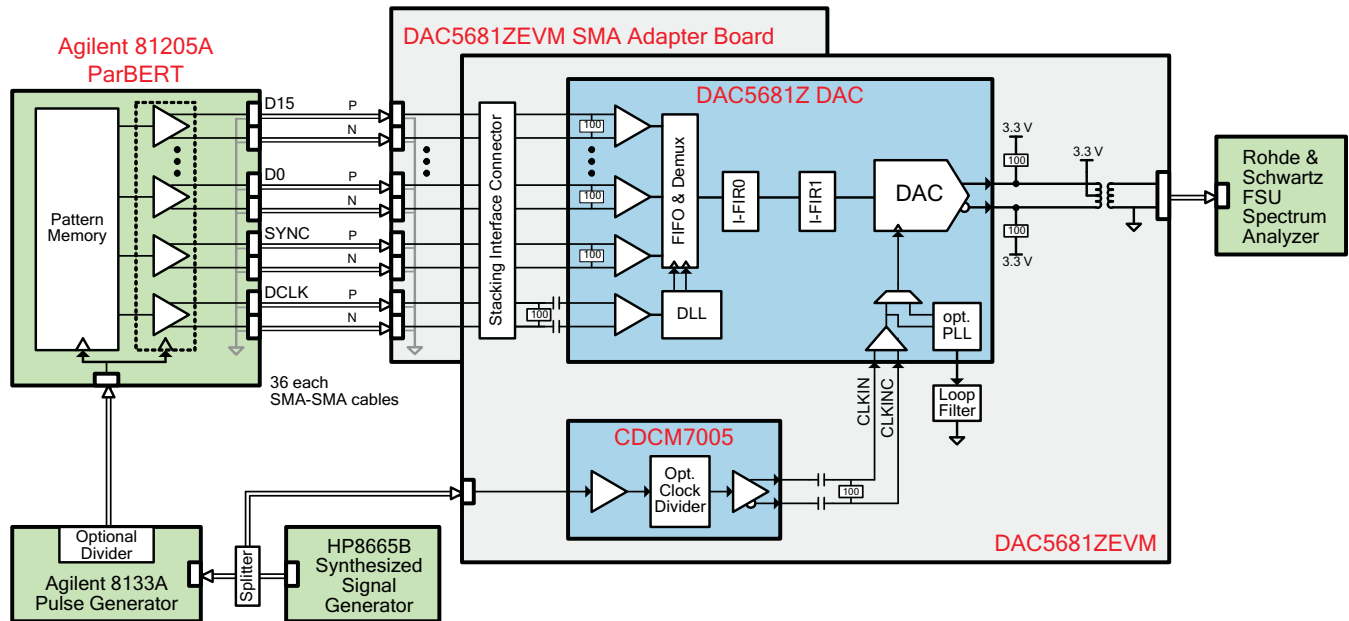 Agilent 81205A
ParBERT
DAC5681ZEVM SMA Adapter Board
DAC5681Z DAC
Pattern
Memory
D15
P
N
D0
P
N
SYNC
P
N
DCLK
P
N
36 each
SMA-SMA cables
Stacking Interface Connector
100
100
100
100
FIFO & Demux
DLL
I-FIR0
I-FIR1
DAC
opt.
PLL
Loop
Filter
3.3 V
100
3.3 V
100
3.3 V
Rohde &
Schwartz
FSU
Spectrum
Analyzer
CLKIN
CLKINC
CDCM7005
Opt.
Clock
Divider
100
DAC5681ZEVM
Optional
Divider
Agilent 8133A
Pulse Generator
Splitter
HP8665B
Synthesized
Signal
Generator